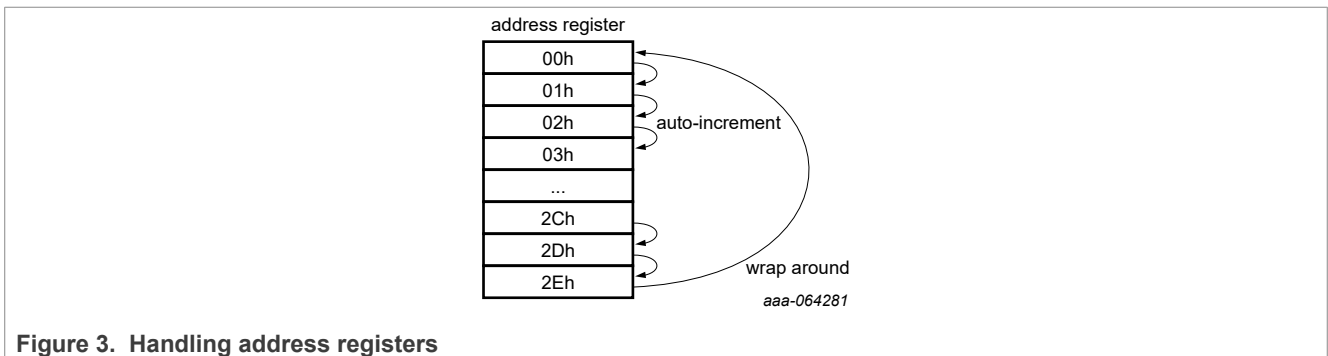 address register
00h
01h
02h
auto-increment
03h
...
2Ch
2Dh
wrap around
2Eh
aaa-064281
Figure 3. Handling address registers